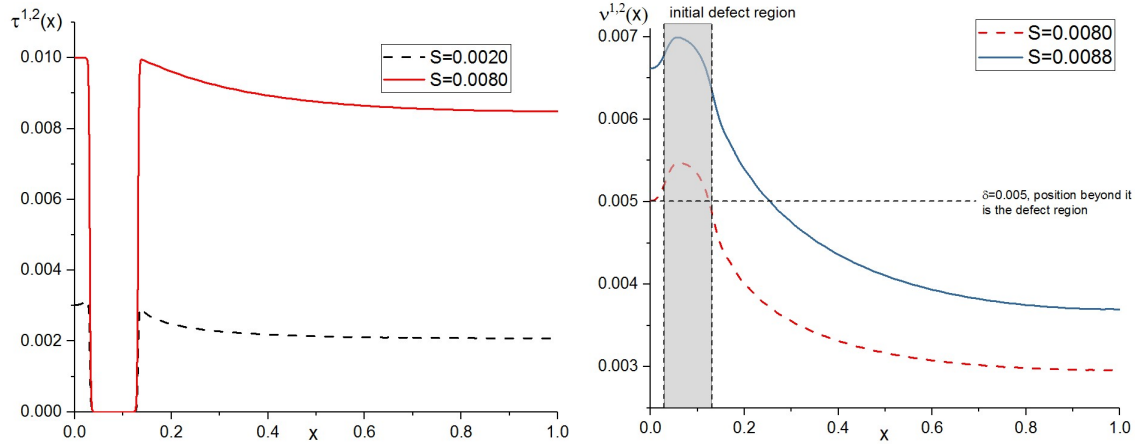 τ¹,²(x)
S=0.0020
S=0.0080
0.010
0.008
0.006
0.004
0.002
0.000
0.0
0.2
0.4
0.6
0.8
1.0
x
ν¹,²(x)
initial defect region
S=0.0080
S=0.0088
0.007
0.006
0.005
0.004
0.003
δ=0.005, position beyond it
is the defect region
0.0
0.2
0.4
0.6
0.8
1.0
x